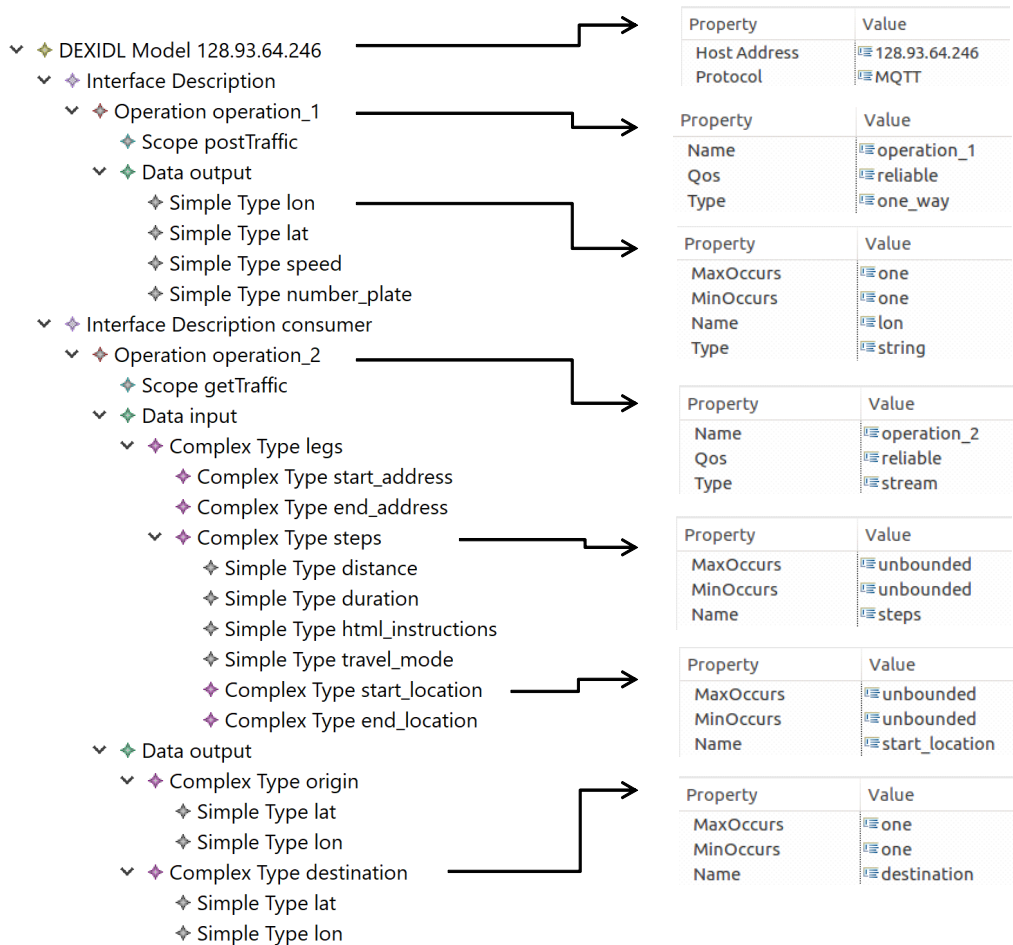 DEXIDL Model 128.93.64.246
Interface Description
Operation operation_1
Scope postTraffic
Data output
Simple Type lon
Simple Type lat
Simple Type speed
Simple Type number_plate
Interface Description consumer
Operation operation_2
Scope getTraffic
Data input
Complex Type legs
Complex Type start_address
Complex Type end_address
Complex Type steps
Simple Type distance
Simple Type duration
Simple Type html_instructions
Simple Type travel_mode
Complex Type start_location
Complex Type end_location
Data output
Complex Type origin
Simple Type lat
Simple Type lon
Complex Type destination
Simple Type lat
Simple Type lon
Property Value
Host Address 128.93.64.246
Protocol MQTT
Property Value
Name operation_1
Qos reliable
Type one_way
Property Value
MaxOccurs one
MinOccurs one
Name lon
Type string
Property Value
Name operation_2
Qos reliable
Type stream
Property Value
MaxOccurs unbounded
MinOccurs unbounded
Name steps
Property Value
MaxOccurs unbounded
MinOccurs unbounded
Name start_location
Property Value
MaxOccurs one
MinOccurs one
Name destination